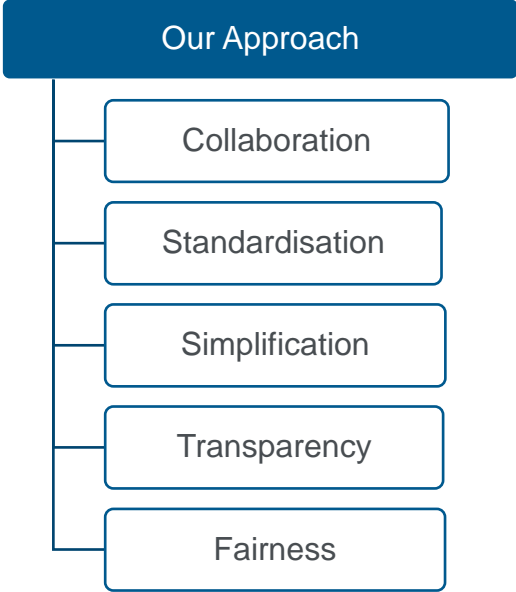 Our Approach
Collaboration
Standardisation
Simplification
Transparency
Fairness